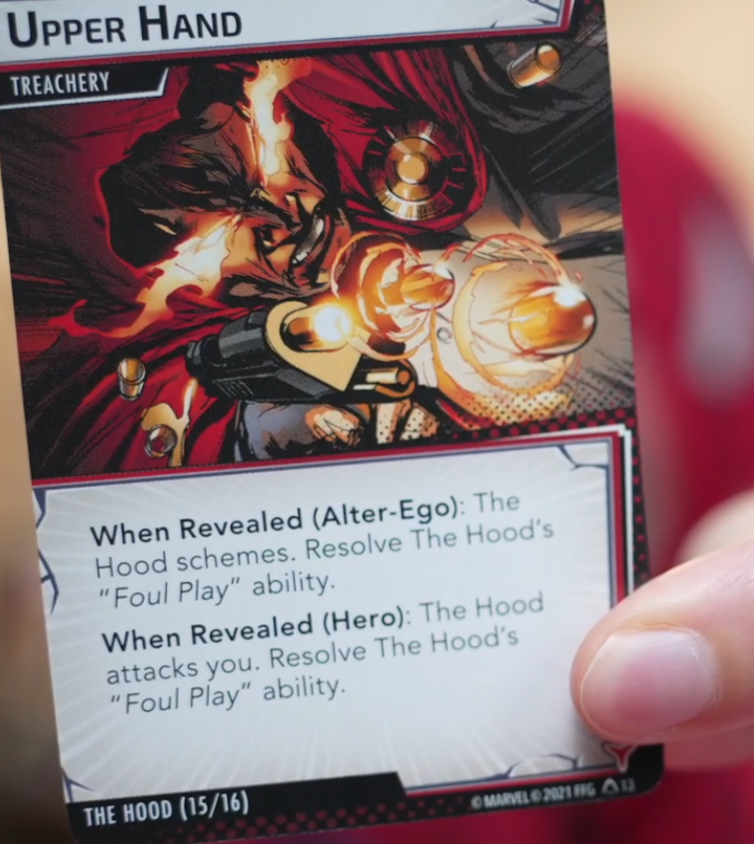 UPPER HAND
TREACHERY
When Revealed (Alter-Ego): The
Hood schemes. Resolve The Hood's
"Foul Play" ability.
When Revealed (Hero): The Hood
attacks you. Resolve The Hood's
"Foul Play" ability.
THE HOOD (15/16)
© MARVEL © 2021 FFG 13